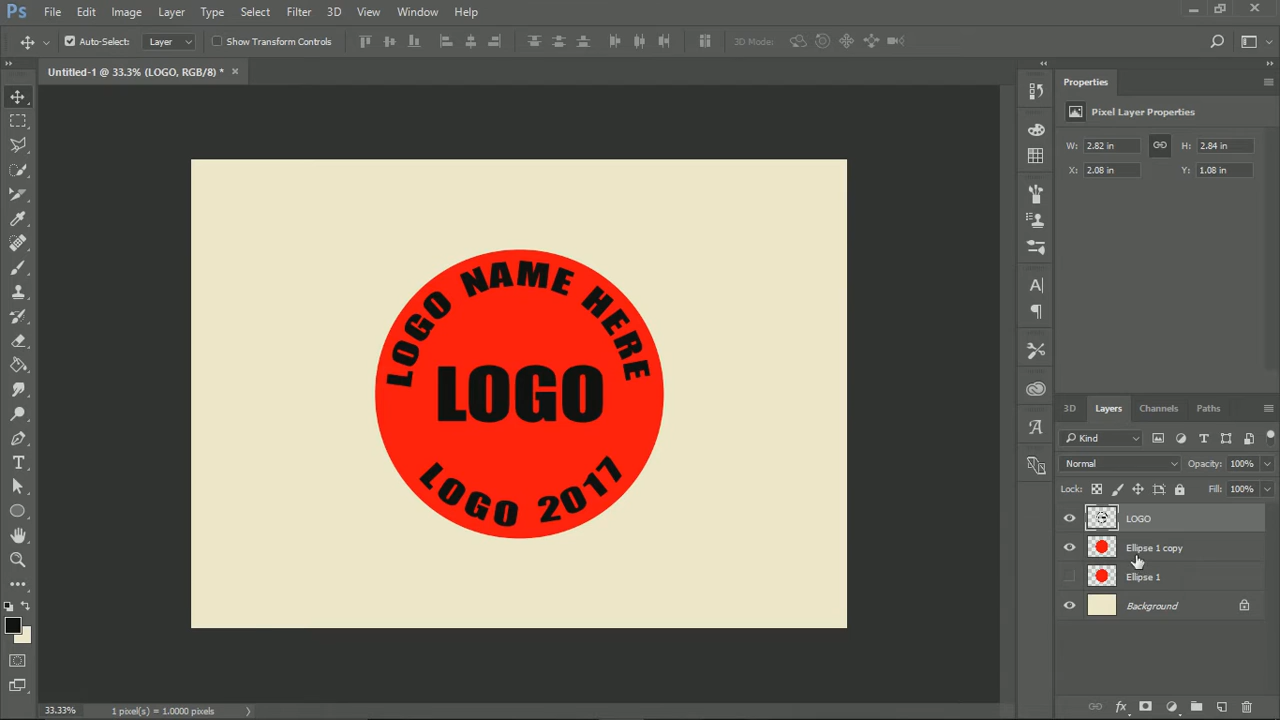 Ps File Edit Image Layer Type Select Filter 3D View Window Help
Auto-Select: Layer Show Transform Controls 3D Mode:
Untitled-1 @ 33.3% (LOGO, RGB/8) * ×
Properties
Pixel Layer Properties
W: 2.82 in H: 2.84 in
X: 2.08 in Y: 1.08 in
LOGO NAME HERE
LOGO
LOGO 2017
3D Layers Channels Paths
Kind
Normal Opacity: 100%
Lock: Fill: 100%
LOGO
Ellipse 1 copy
Ellipse 1
Background
33.33% 1 pixel(s) = 1.0000 pixels